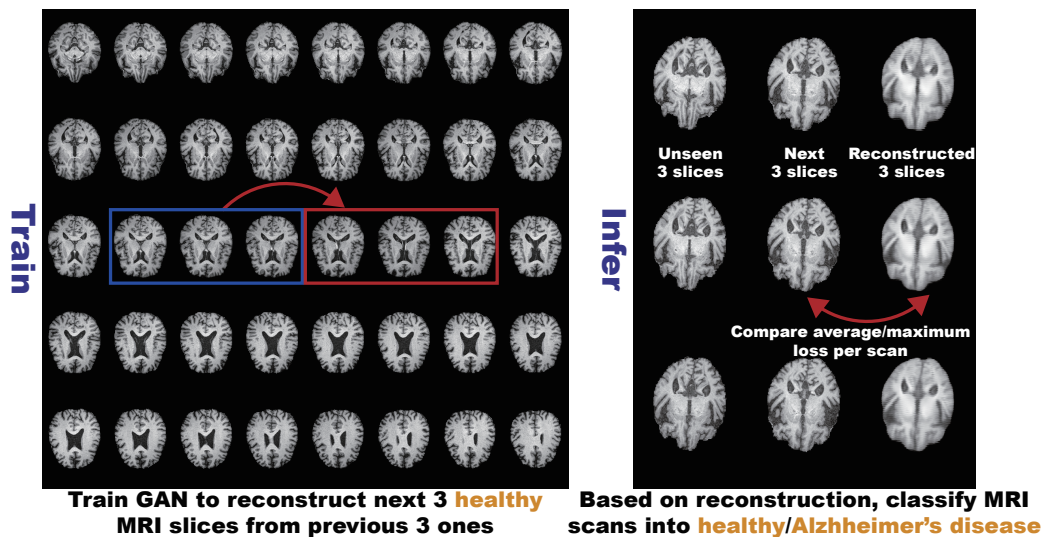 Train
Train GAN to reconstruct next 3 healthy
MRI slices from previous 3 ones
Infer
Unseen
3 slices
Next
3 slices
Reconstructed
3 slices
Compare average/maximum
loss per scan
Based on reconstruction, classify MRI
scans into healthy/Alzhheimer's disease